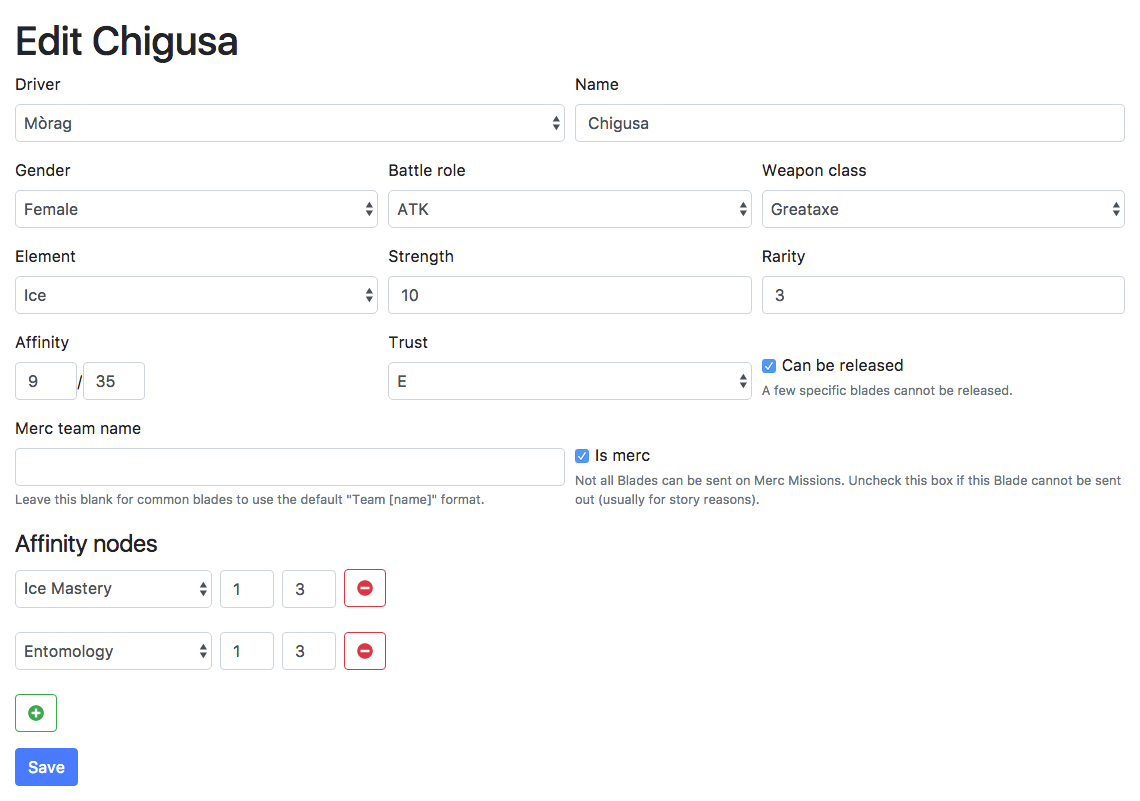 Edit Chigusa
Driver Name
Mòrag Chigusa
Gender Battle role Weapon class
Female ATK Greataxe
Element Strength Rarity
Ice 10 3
Affinity Trust
9 / 35 E Can be released
A few specific blades cannot be released.
Merc team name
Is merc
Not all Blades can be sent on Merc Missions. Uncheck this box if this Blade cannot be sent
out (usually for story reasons).
Leave this blank for common blades to use the default "Team [name]" format.
Affinity nodes
Ice Mastery 1 3
Entomology 1 3
Save